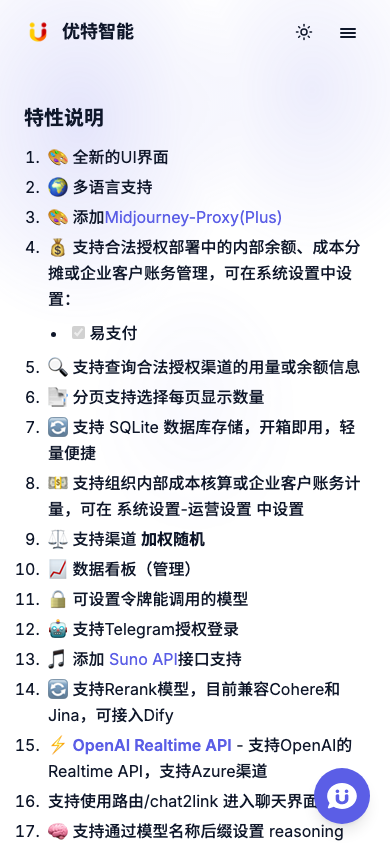 优特智能
特性说明
1. 🎨 全新的UI界面
2. 🌍 多语言支持
3. 🎨 添加Midjourney-Proxy(Plus)
4. 💰 支持合法授权部署中的内部余额、成本分
摊或企业客户账务管理，可在系统设置中设
置：
• 易支付
5. 🔍 支持查询合法授权渠道的用量或余额信息
6. 📑 分页支持选择每页显示数量
7. 🔄 支持 SQLite 数据库存储，开箱即用，轻
量便捷
8. 💵 支持组织内部成本核算或企业客户账务计
量，可在 系统设置-运营设置 中设置
9. ⚖️ 支持渠道 加权随机
10. 📈 数据看板（管理）
11. 🔒 可设置令牌能调用的模型
12. 🤖 支持Telegram授权登录
13. 🎵 添加 Suno API接口支持
14. 🔄 支持Rerank模型，目前兼容Cohere和
Jina，可接入Dify
15. ⚡ OpenAI Realtime API - 支持OpenAI的
Realtime API，支持Azure渠道
16. 支持使用路由/chat2link 进入聊天界面
17. 🧠 支持通过模型名称后缀设置 reasoning